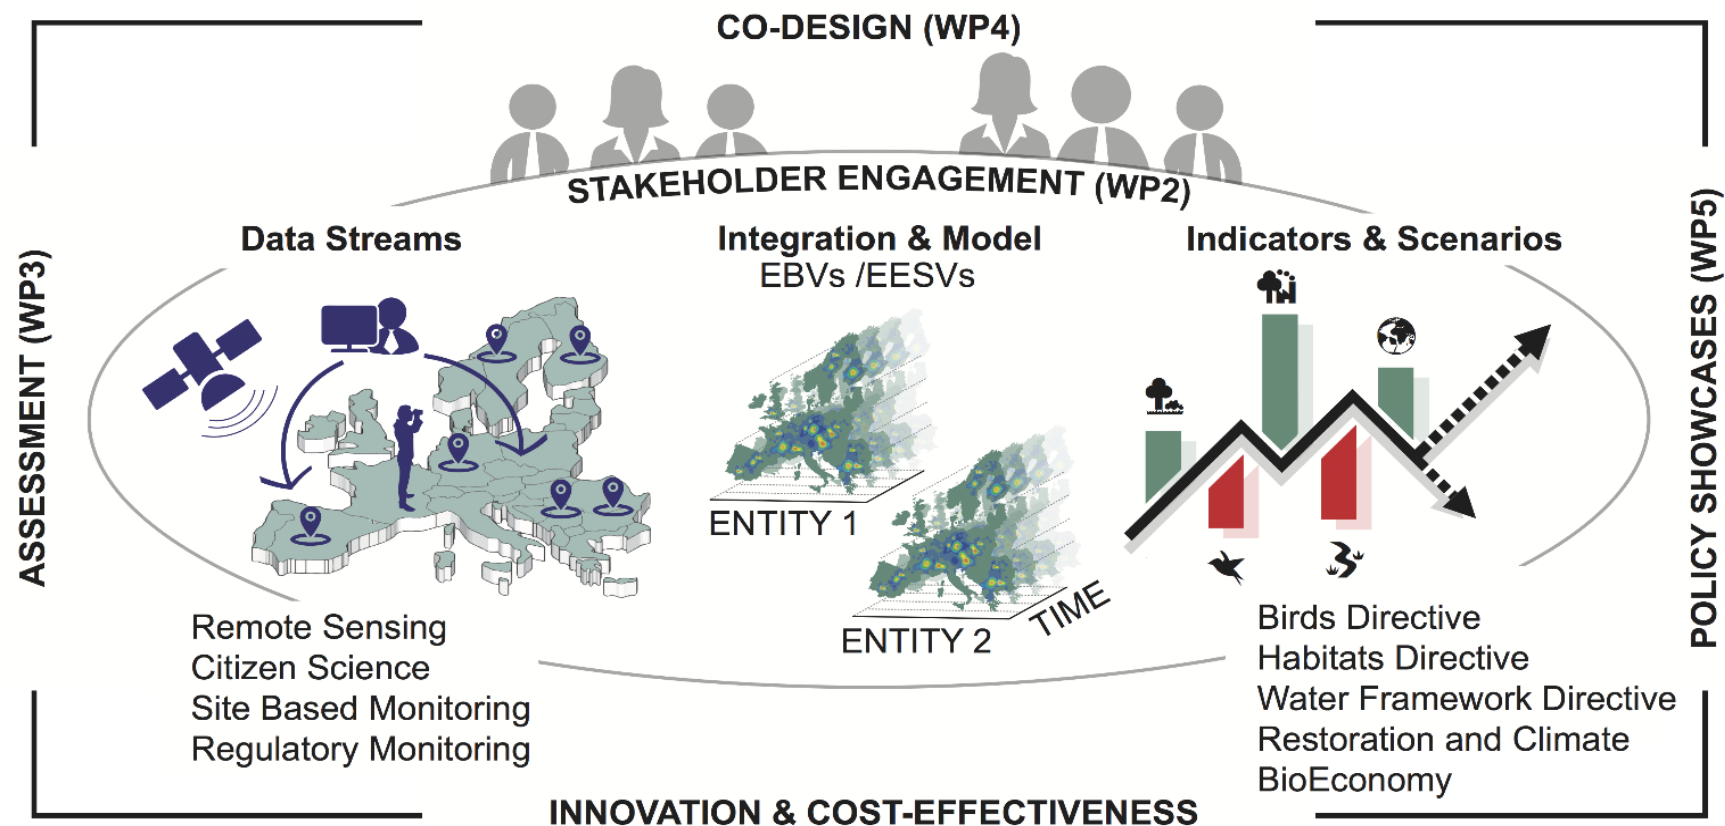 CO-DESIGN (WP4)
STAKEHOLDER ENGAGEMENT (WP2)
ASSESSMENT (WP3)
Data Streams
Remote Sensing
Citizen Science
Site Based Monitoring
Regulatory Monitoring
Integration & Model
EBVs /EESVs
ENTITY 1
ENTITY 2
TIME
Indicators & Scenarios
Birds Directive
Habitats Directive
Water Framework Directive
Restoration and Climate
BioEconomy
POLICY SHOWCASES (WP5)
INNOVATION & COST-EFFECTIVENESS